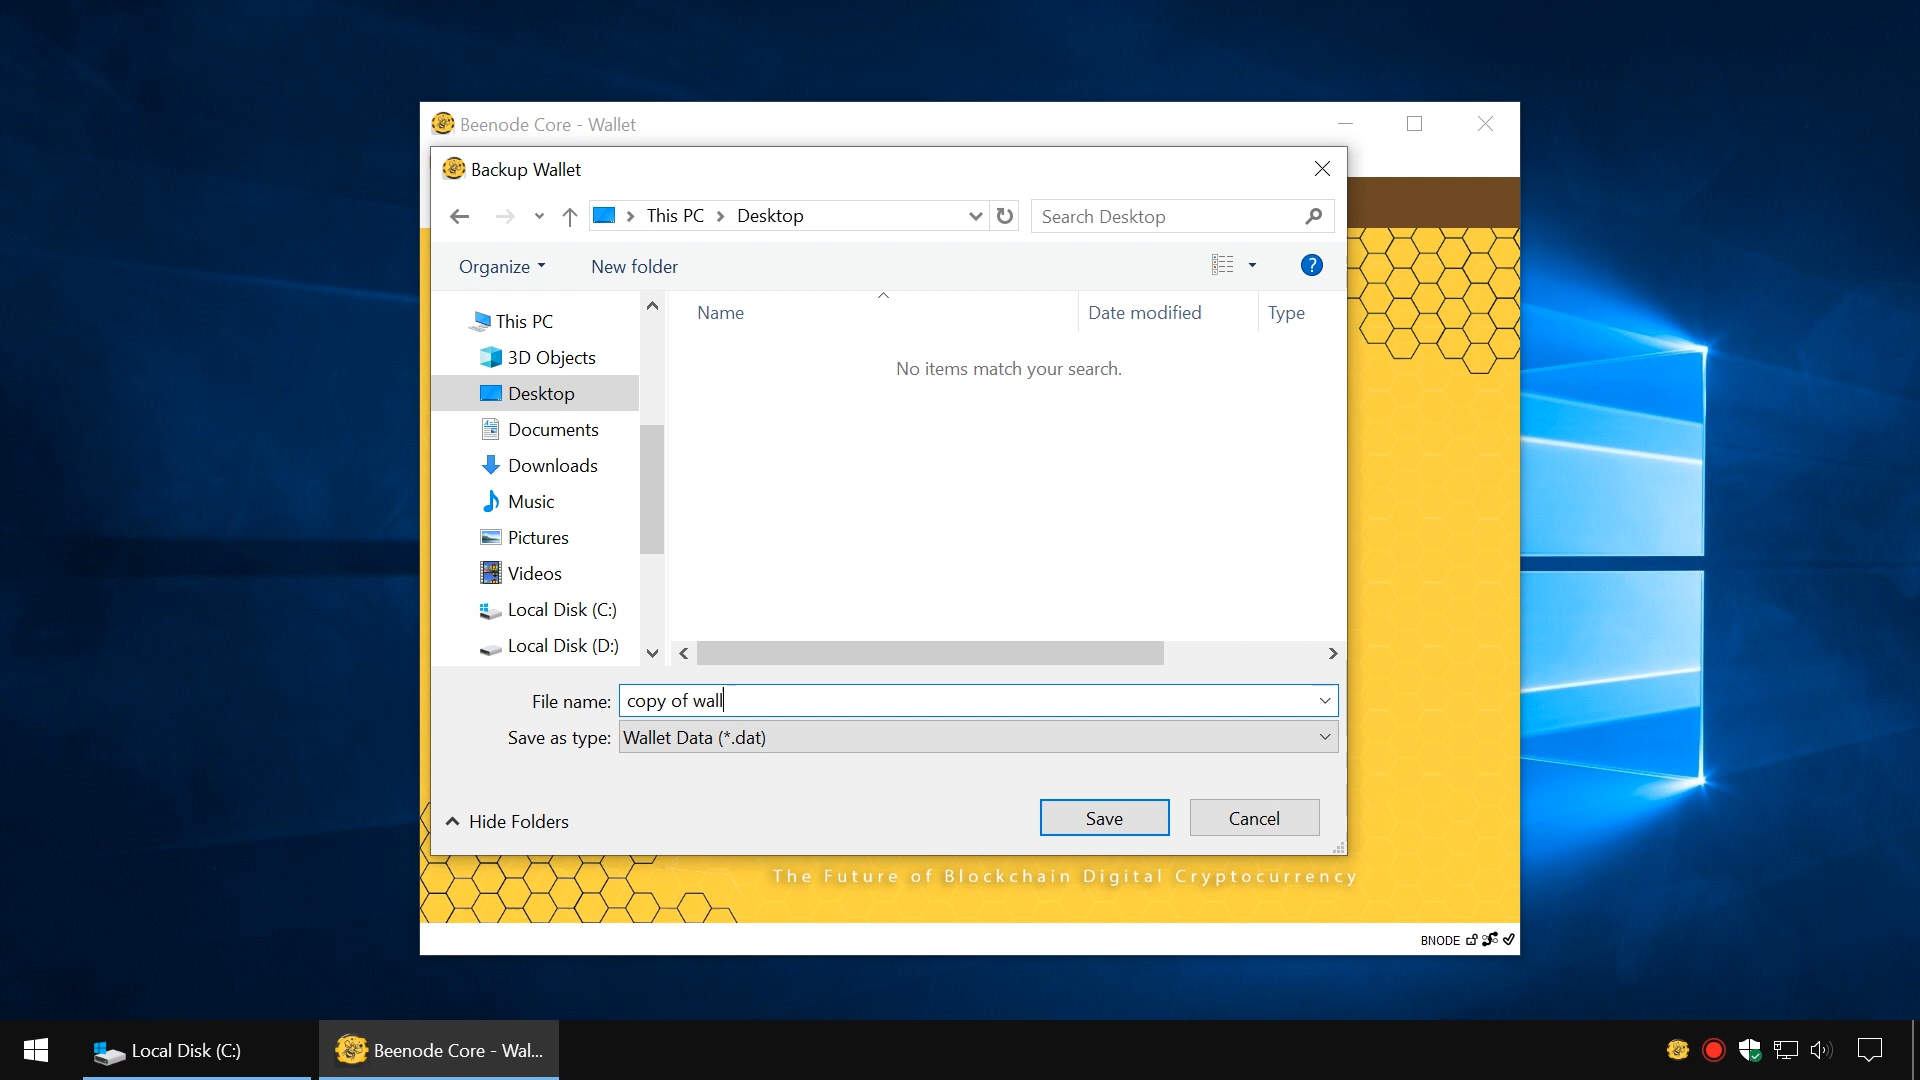 Beenode Core - Wallet
Backup Wallet
This PC
Desktop
Search Desktop
Organize
New folder
?
Name
Date modified
Type
No items match your search.
This PC
3D Objects
Desktop
Documents
Downloads
Music
Pictures
Videos
Local Disk (C:)
Local Disk (D:)
File name:
copy of wall
Save as type:
Wallet Data (*.dat)
Hide Folders
Save
Cancel
The Future of Blockchain Digital Cryptocurrency
BNODE
Local Disk (C:)
Beenode Core - Wal...